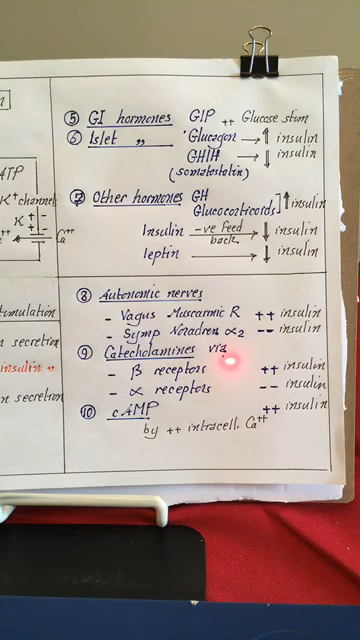 ATP
K⁺ channel
K⁺
Ca⁺⁺
stimulation
n secretion
insulin "
n secretion
⑤ GI hormones GIP ++ Glucose stim
⑥ Islet " Glucagon → ↑ insulin
GHIH → ↓ insulin
(somatostatin)
⑦ Other hormones GH
Glucocorticords ] ↑ insulin
Insulin -ve Feed back → ↓ insulin
leptin → ↓ insulin
⑧ Autonomic nerves
- Vagus Muscarinic R ++ insulin
- Symp Noradren α2 -- insulin
⑨ Catecholamines via
- β receptors ++ insulin
- α receptors -- insulin
⑩ cAMP ++ insulin
by ++ intracell. Ca⁺⁺